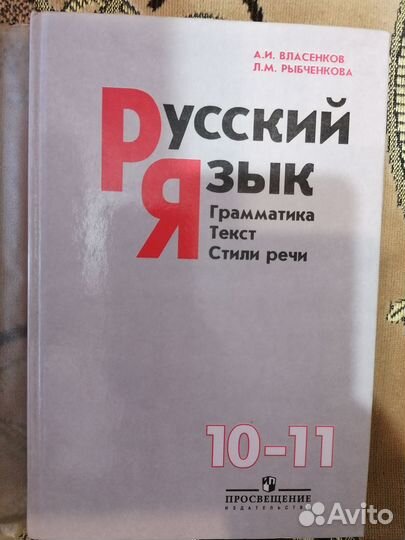 А.И. ВЛАСЕНКОВ
Л.М. РЫБЧЕНКОВА
РУССКИЙ
ЯЗЫК
Грамматика
Текст
Стили речи
10-11
ПРОСВЕЩЕНИЕ
ИЗДАТЕЛЬСТВО
Avito